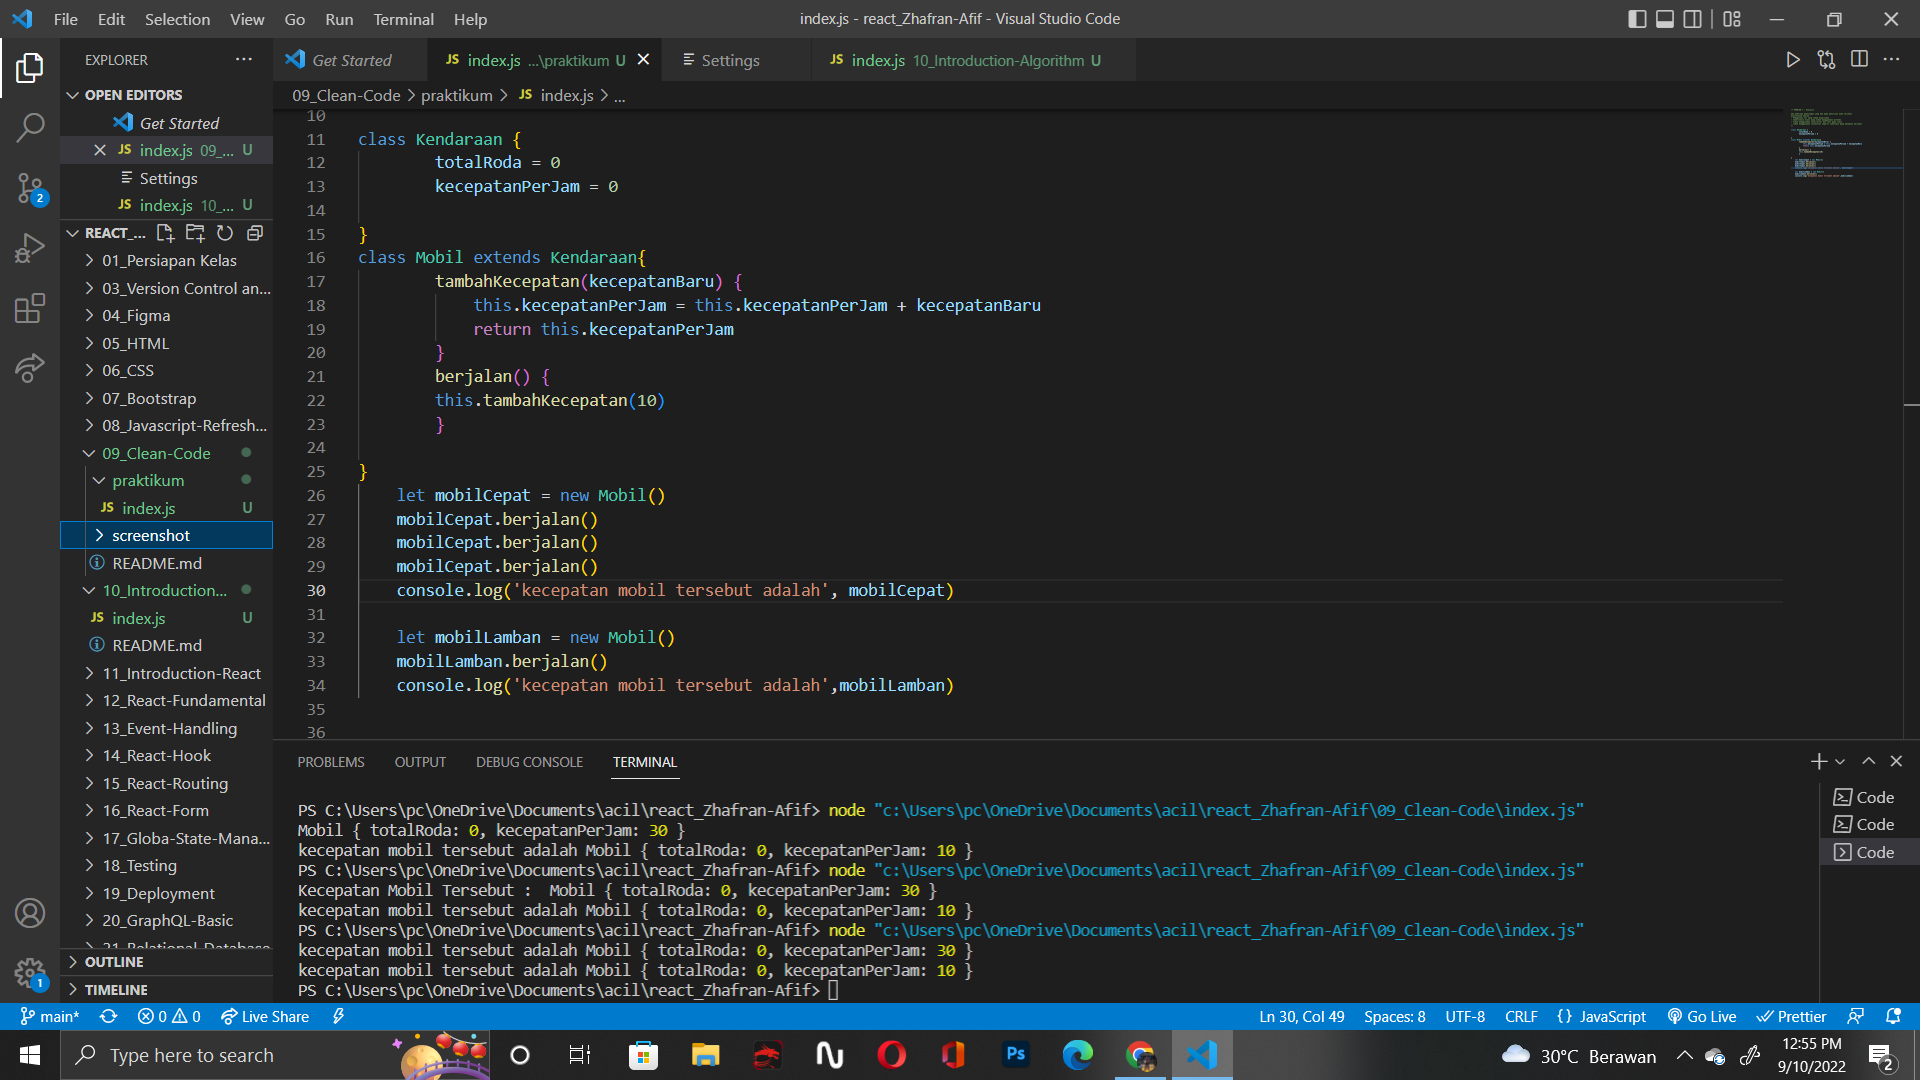 File Edit Selection View Go Run Terminal Help
index.js - react_Zhafran-Afif - Visual Studio Code
EXPLORER
OPEN EDITORS
Get Started
JS index.js 09_... U
Settings
JS index.js 10_... U
REACT_...
01_Persiapan Kelas
03_Version Control an...
04_Figma
05_HTML
06_CSS
07_Bootstrap
08_Javascript-Refresh...
09_Clean-Code
praktikum
JS index.js U
screenshot
README.md
10_Introduction...
JS index.js U
README.md
11_Introduction-React
12_React-Fundamental
13_Event-Handling
14_React-Hook
15_React-Routing
16_React-Form
17_Globa-State-Mana...
18_Testing
19_Deployment
20_GraphQL-Basic
21_Relational-Database
OUTLINE
TIMELINE
2
1
Get Started
JS index.js ...\praktikum U
Settings
JS index.js 10_Introduction-Algorithm U
09_Clean-Code > praktikum > JS index.js > ...
10
11 class Kendaraan {
12 totalRoda = 0
13 kecepatanPerJam = 0
14
15 }
16 class Mobil extends Kendaraan{
17 tambahKecepatan(kecepatanBaru) {
18 this.kecepatanPerJam = this.kecepatanPerJam + kecepatanBaru
19 return this.kecepatanPerJam
20 }
21 berjalan() {
22 this.tambahKecepatan(10)
23 }
24
25 }
26 let mobilCepat = new Mobil()
27 mobilCepat.berjalan()
28 mobilCepat.berjalan()
29 mobilCepat.berjalan()
30 console.log('kecepatan mobil tersebut adalah', mobilCepat)
31
32 let mobilLamban = new Mobil()
33 mobilLamban.berjalan()
34 console.log('kecepatan mobil tersebut adalah',mobilLamban)
35
36
PROBLEMS OUTPUT DEBUG CONSOLE TERMINAL
PS C:\Users\pc\OneDrive\Documents\acil\react_Zhafran-Afif> node "c:\Users\pc\OneDrive\Documents\acil\react_Zhafran-Afif\09_Clean-Code\index.js"
Mobil { totalRoda: 0, kecepatanPerJam: 30 }
kecepatan mobil tersebut adalah Mobil { totalRoda: 0, kecepatanPerJam: 10 }
PS C:\Users\pc\OneDrive\Documents\acil\react_Zhafran-Afif> node "c:\Users\pc\OneDrive\Documents\acil\react_Zhafran-Afif\09_Clean-Code\index.js"
Kecepatan Mobil Tersebut :  Mobil { totalRoda: 0, kecepatanPerJam: 30 }
kecepatan mobil tersebut adalah Mobil { totalRoda: 0, kecepatanPerJam: 10 }
PS C:\Users\pc\OneDrive\Documents\acil\react_Zhafran-Afif> node "c:\Users\pc\OneDrive\Documents\acil\react_Zhafran-Afif\09_Clean-Code\index.js"
kecepatan mobil tersebut adalah Mobil { totalRoda: 0, kecepatanPerJam: 30 }
kecepatan mobil tersebut adalah Mobil { totalRoda: 0, kecepatanPerJam: 10 }
PS C:\Users\pc\OneDrive\Documents\acil\react_Zhafran-Afif>
Code
Code
Code
main* 0 0 Live Share
Ln 30, Col 49 Spaces: 8 UTF-8 CRLF {} JavaScript Go Live Prettier
Type here to search
Ps
30°C Berawan
12:55 PM
9/10/2022
2